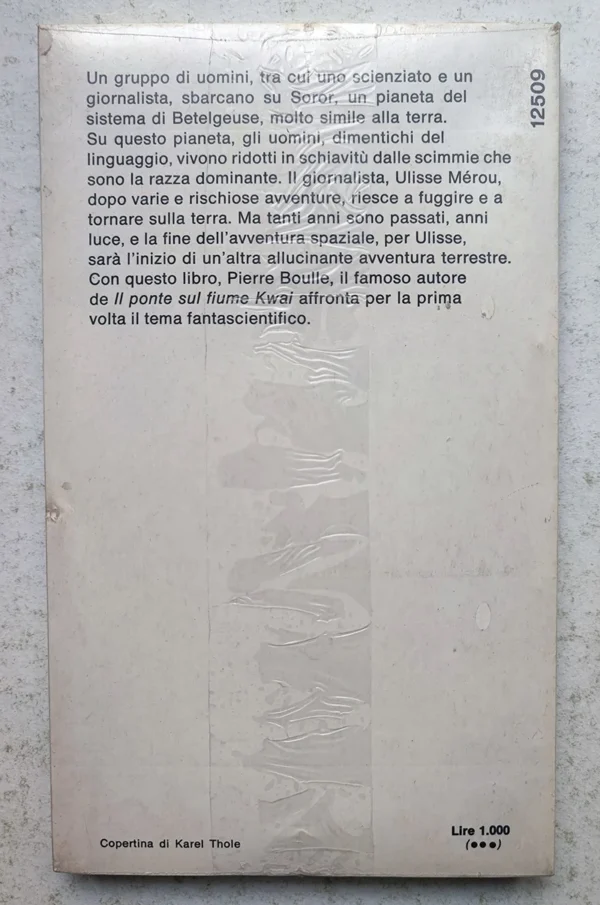 Un gruppo di uomini, tra cui uno scienziato e un
giornalista, sbarcano su Soror, un pianeta del
sistema di Betelgeuse, molto simile alla terra.
Su questo pianeta, gli uomini, dimentichi del
linguaggio, vivono ridotti in schiavitù dalle scimmie che
sono la razza dominante. Il giornalista, Ulisse Mérou,
dopo varie e rischiose avventure, riesce a fuggire e a
tornare sulla terra. Ma tanti anni sono passati, anni
luce, e la fine dell'avventura spaziale, per Ulisse,
sarà l'inizio di un'altra allucinante avventura terrestre.
Con questo libro, Pierre Boulle, il famoso autore
de Il ponte sul fiume Kwai affronta per la prima
volta il tema fantascientifico.
12509
Copertina di Karel Thole
Lire 1.000
(●●●)